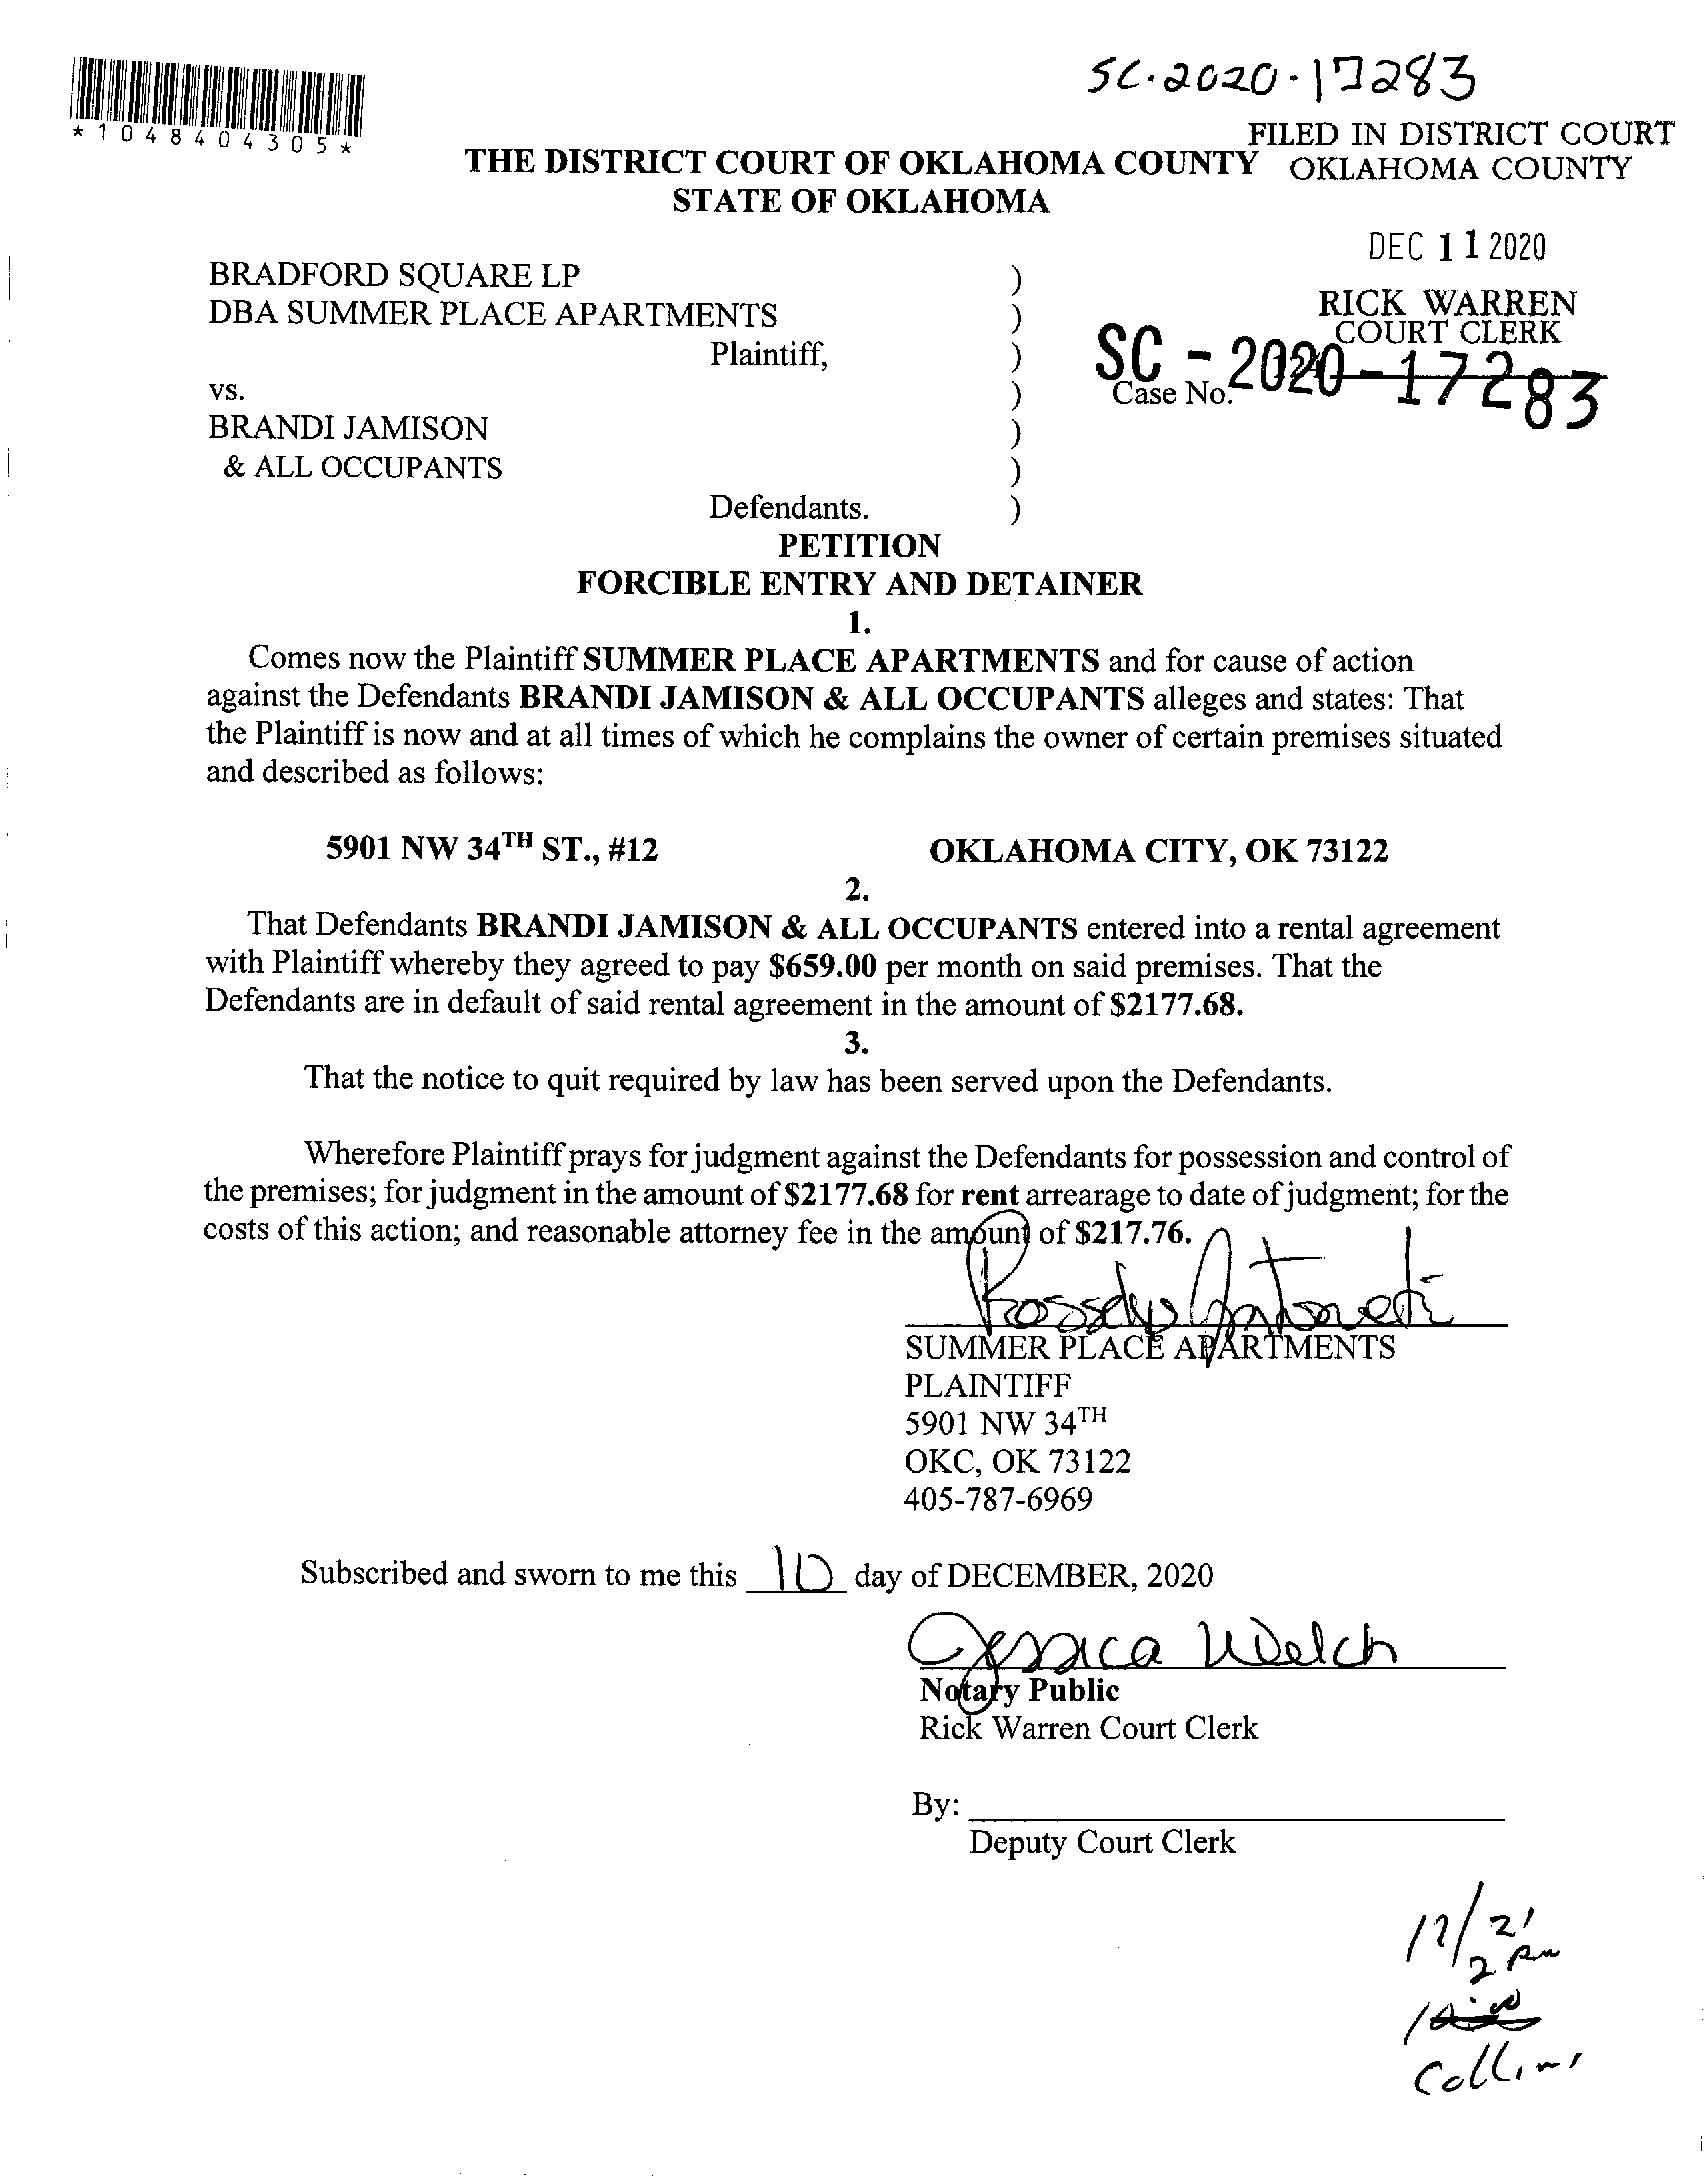 SC-2020-17283
*1048404305*
FILED IN DISTRICT COURT
OKLAHOMA COUNTY
THE DISTRICT COURT OF OKLAHOMA COUNTY
STATE OF OKLAHOMA
DEC 11 2020
RICK WARREN
COURT CLERK
BRADFORD SQUARE LP )
DBA SUMMER PLACE APARTMENTS )
Plaintiff, )
SC - 2020-17283
vs. ) Case No.
BRANDI JAMISON )
& ALL OCCUPANTS )
Defendants. )
PETITION
FORCIBLE ENTRY AND DETAINER
1.
Comes now the Plaintiff SUMMER PLACE APARTMENTS and for cause of action
against the Defendants BRANDI JAMISON & ALL OCCUPANTS alleges and states: That
the Plaintiff is now and at all times of which he complains the owner of certain premises situated
and described as follows:
5901 NW 34TH ST., #12 OKLAHOMA CITY, OK 73122
2.
That Defendants BRANDI JAMISON & ALL OCCUPANTS entered into a rental agreement
with Plaintiff whereby they agreed to pay $659.00 per month on said premises. That the
Defendants are in default of said rental agreement in the amount of $2177.68.
3.
That the notice to quit required by law has been served upon the Defendants.
Wherefore Plaintiff prays for judgment against the Defendants for possession and control of
the premises; for judgment in the amount of $2177.68 for rent arrearage to date of judgment; for the
costs of this action; and reasonable attorney fee in the amount of $217.76.
SUMMER PLACE APARTMENTS
PLAINTIFF
5901 NW 34TH
OKC, OK 73122
405-787-6969
Subscribed and sworn to me this 10 day of DECEMBER, 2020
Jessica Welch
Notary Public
Rick Warren Court Clerk
By:
Deputy Court Clerk
12/21
2 pm
Collins